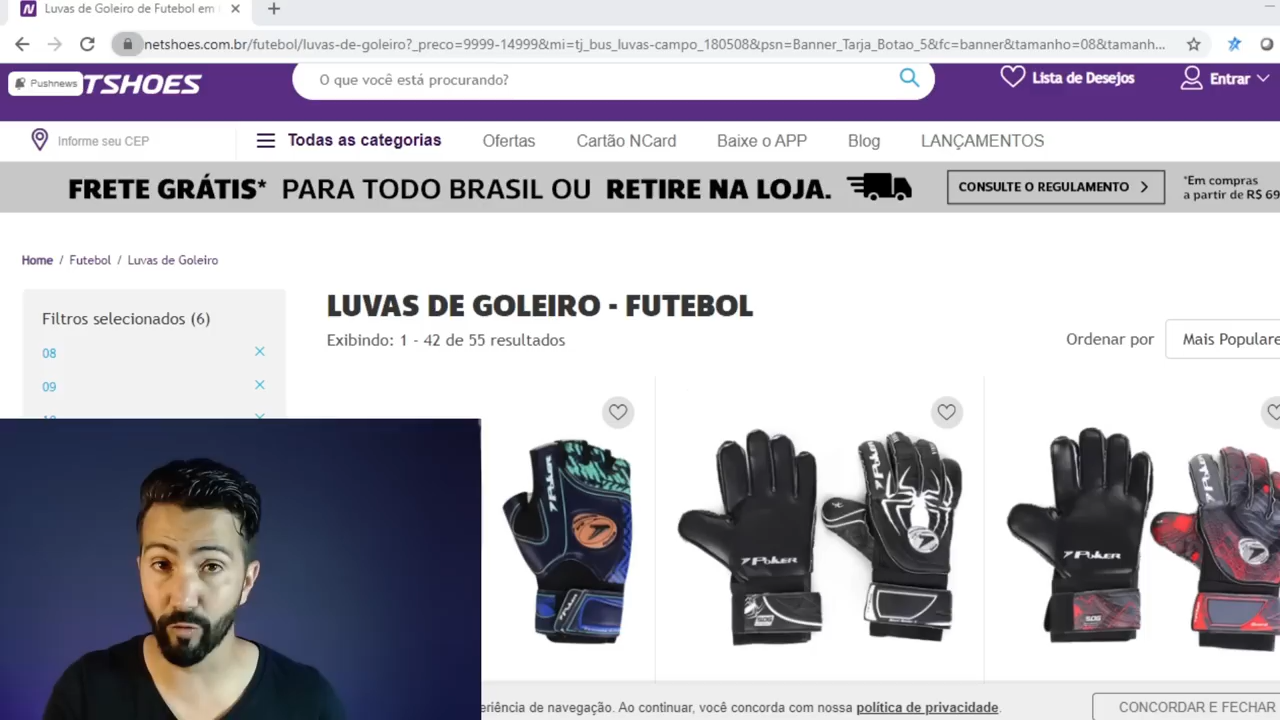 Luvas de Goleiro de Futebol em
netshoes.com.br/futebol/luvas-de-goleiro?_preco=9999-14999&mi=tj_bus_luvas-campo_180508&psn=Banner_Tarja_Botao_5&fc=banner&tamanho=08&tamanh...
Pushnews
TSHOES
O que você está procurando?
Lista de Desejos
Entrar
Informe seu CEP
Todas as categorias
Ofertas
Cartão NCard
Baixe o APP
Blog
LANÇAMENTOS
FRETE GRÁTIS* PARA TODO BRASIL OU RETIRE NA LOJA.
CONSULTE O REGULAMENTO
*Em compras
a partir de R$ 69
Home / Futebol / Luvas de Goleiro
Filtros selecionados (6)
08
09
LUVAS DE GOLEIRO - FUTEBOL
Exibindo: 1 - 42 de 55 resultados
Ordenar por
Mais Populare
POKER
POKER
POKER
POKER
POKER
eriência de navegação. Ao continuar, você concorda com nossa política de privacidade.
CONCORDAR E FECHAR